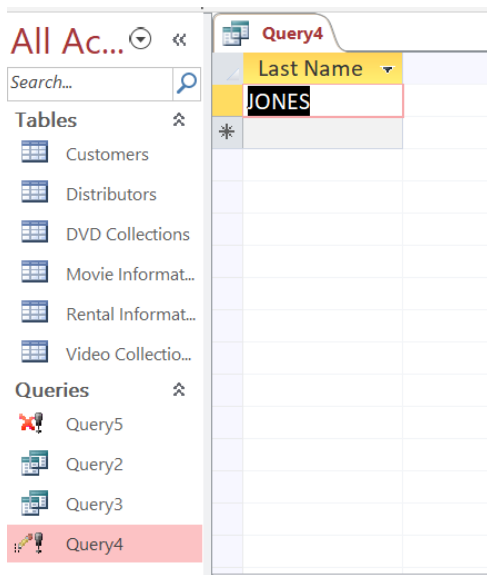 All Ac...
Search...
Tables
Customers
Distributors
DVD Collections
Movie Informat...
Rental Informat...
Video Collectio...
Queries
Query5
Query2
Query3
Query4
Query4
Last Name
JONES